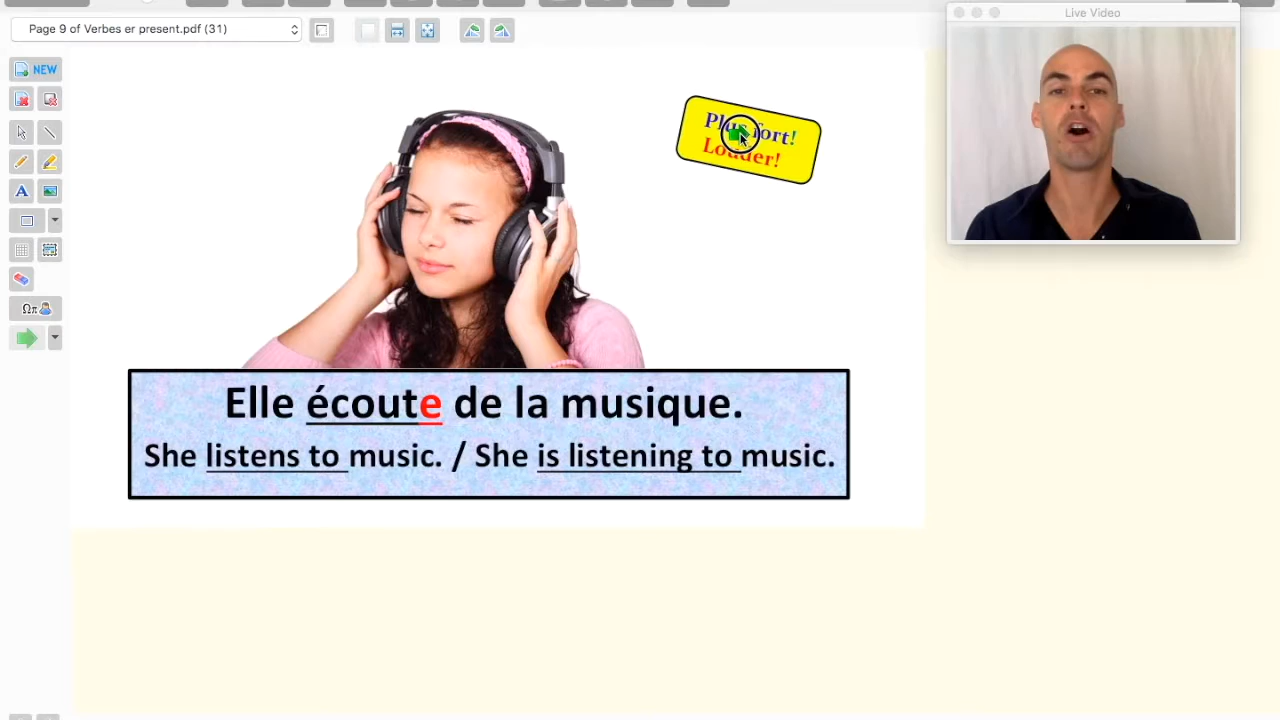 Page 9 of Verbes er present.pdf (31)
Live Video
NEW
Plus fort!
Louder!
A
Ωπ
Elle écoute de la musique.
She listens to music. / She is listening to music.